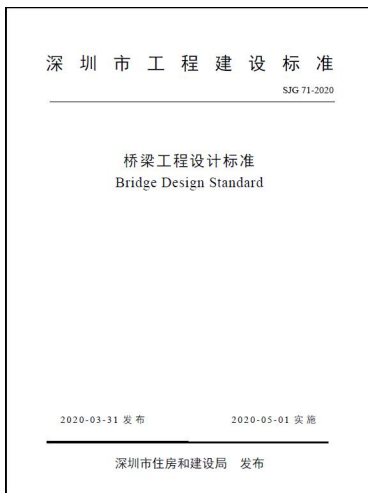 深圳市工程建设标准
SJG 71-2020
桥梁工程设计标准
Bridge Design Standard
2020-03-31 发布 2020-05-01 实施
深圳市住房和建设局 发布